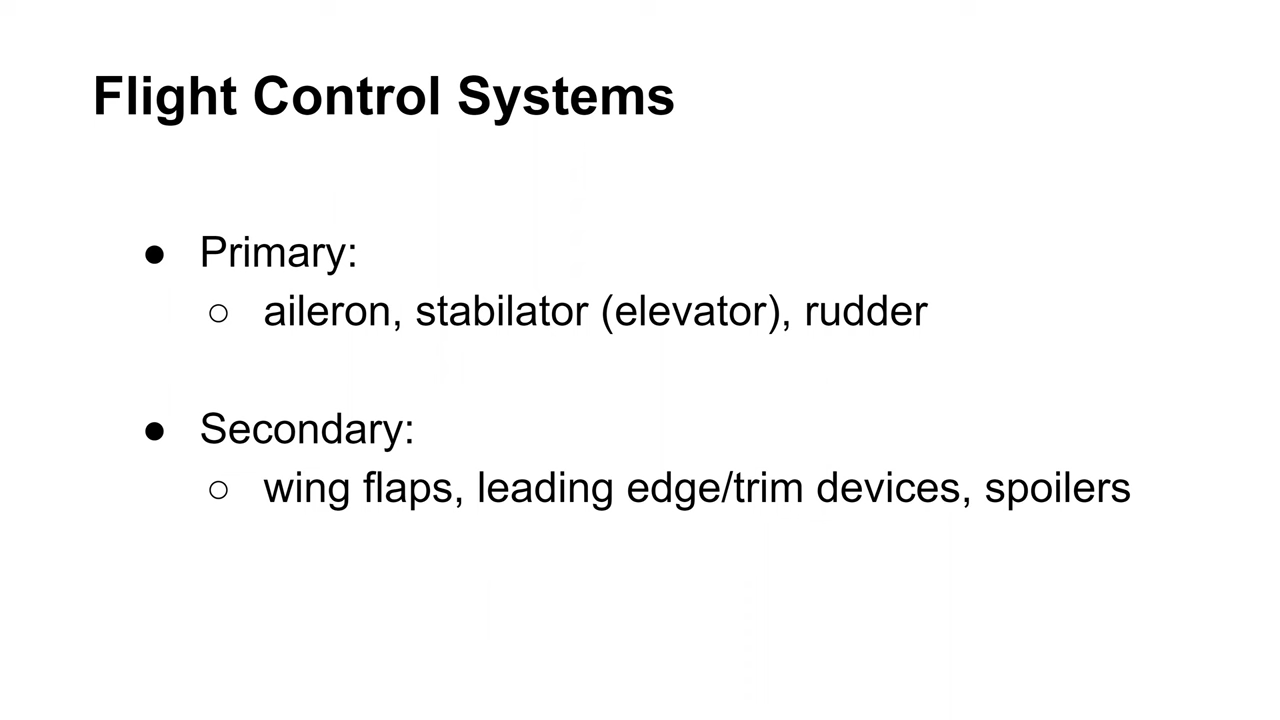 Flight Control Systems
● Primary:
○ aileron, stabilator (elevator), rudder
● Secondary:
○ wing flaps, leading edge/trim devices, spoilers